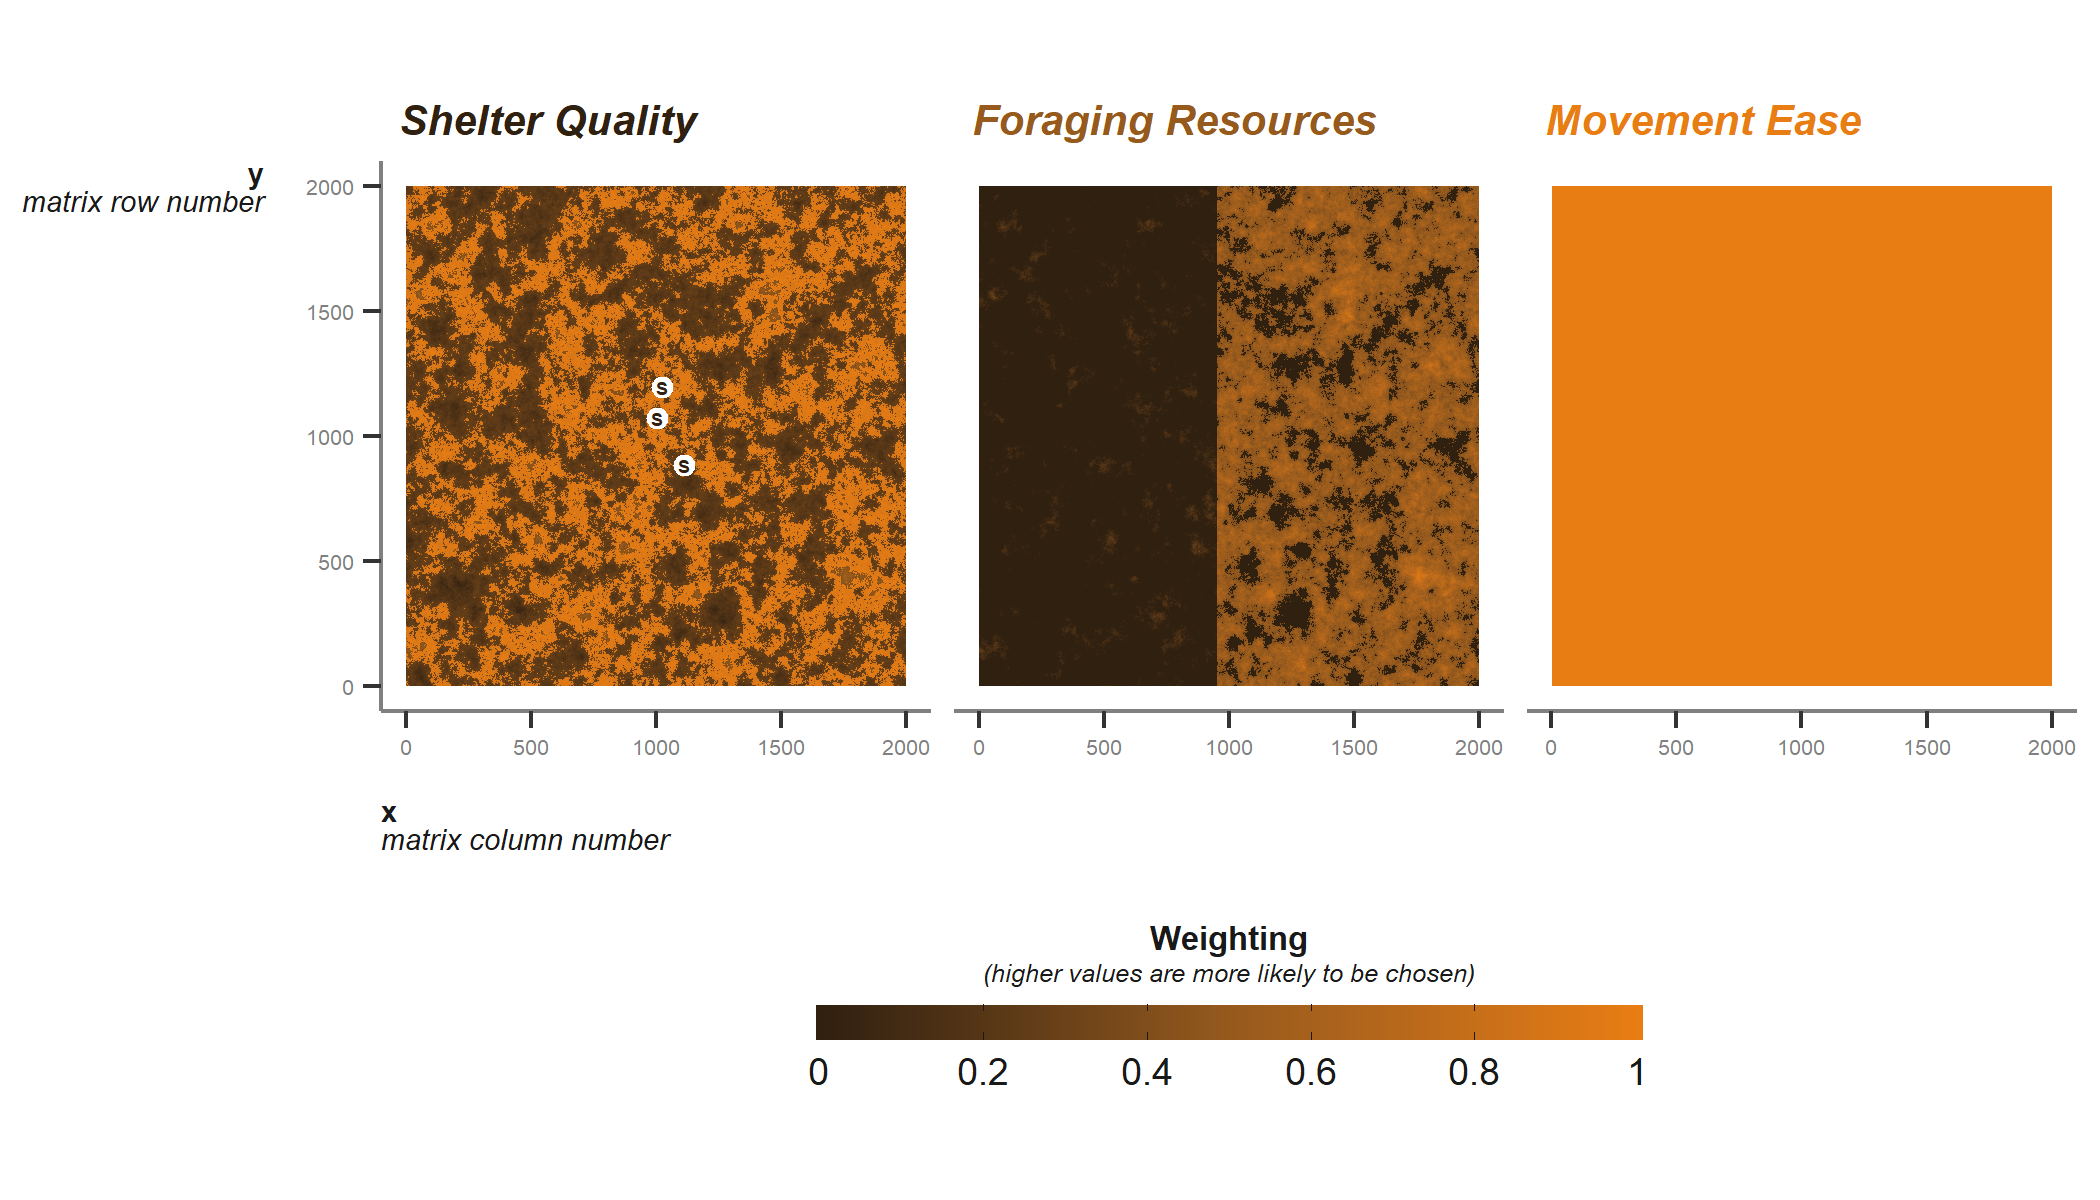 Shelter Quality
Foraging Resources
Movement Ease
y
matrix row number
2000
1500
1000
500
0
S
S
S
0 500 1000 1500 2000
0 500 1000 1500 2000
0 500 1000 1500 2000
x
matrix column number
Weighting
(higher values are more likely to be chosen)
0 0.2 0.4 0.6 0.8 1